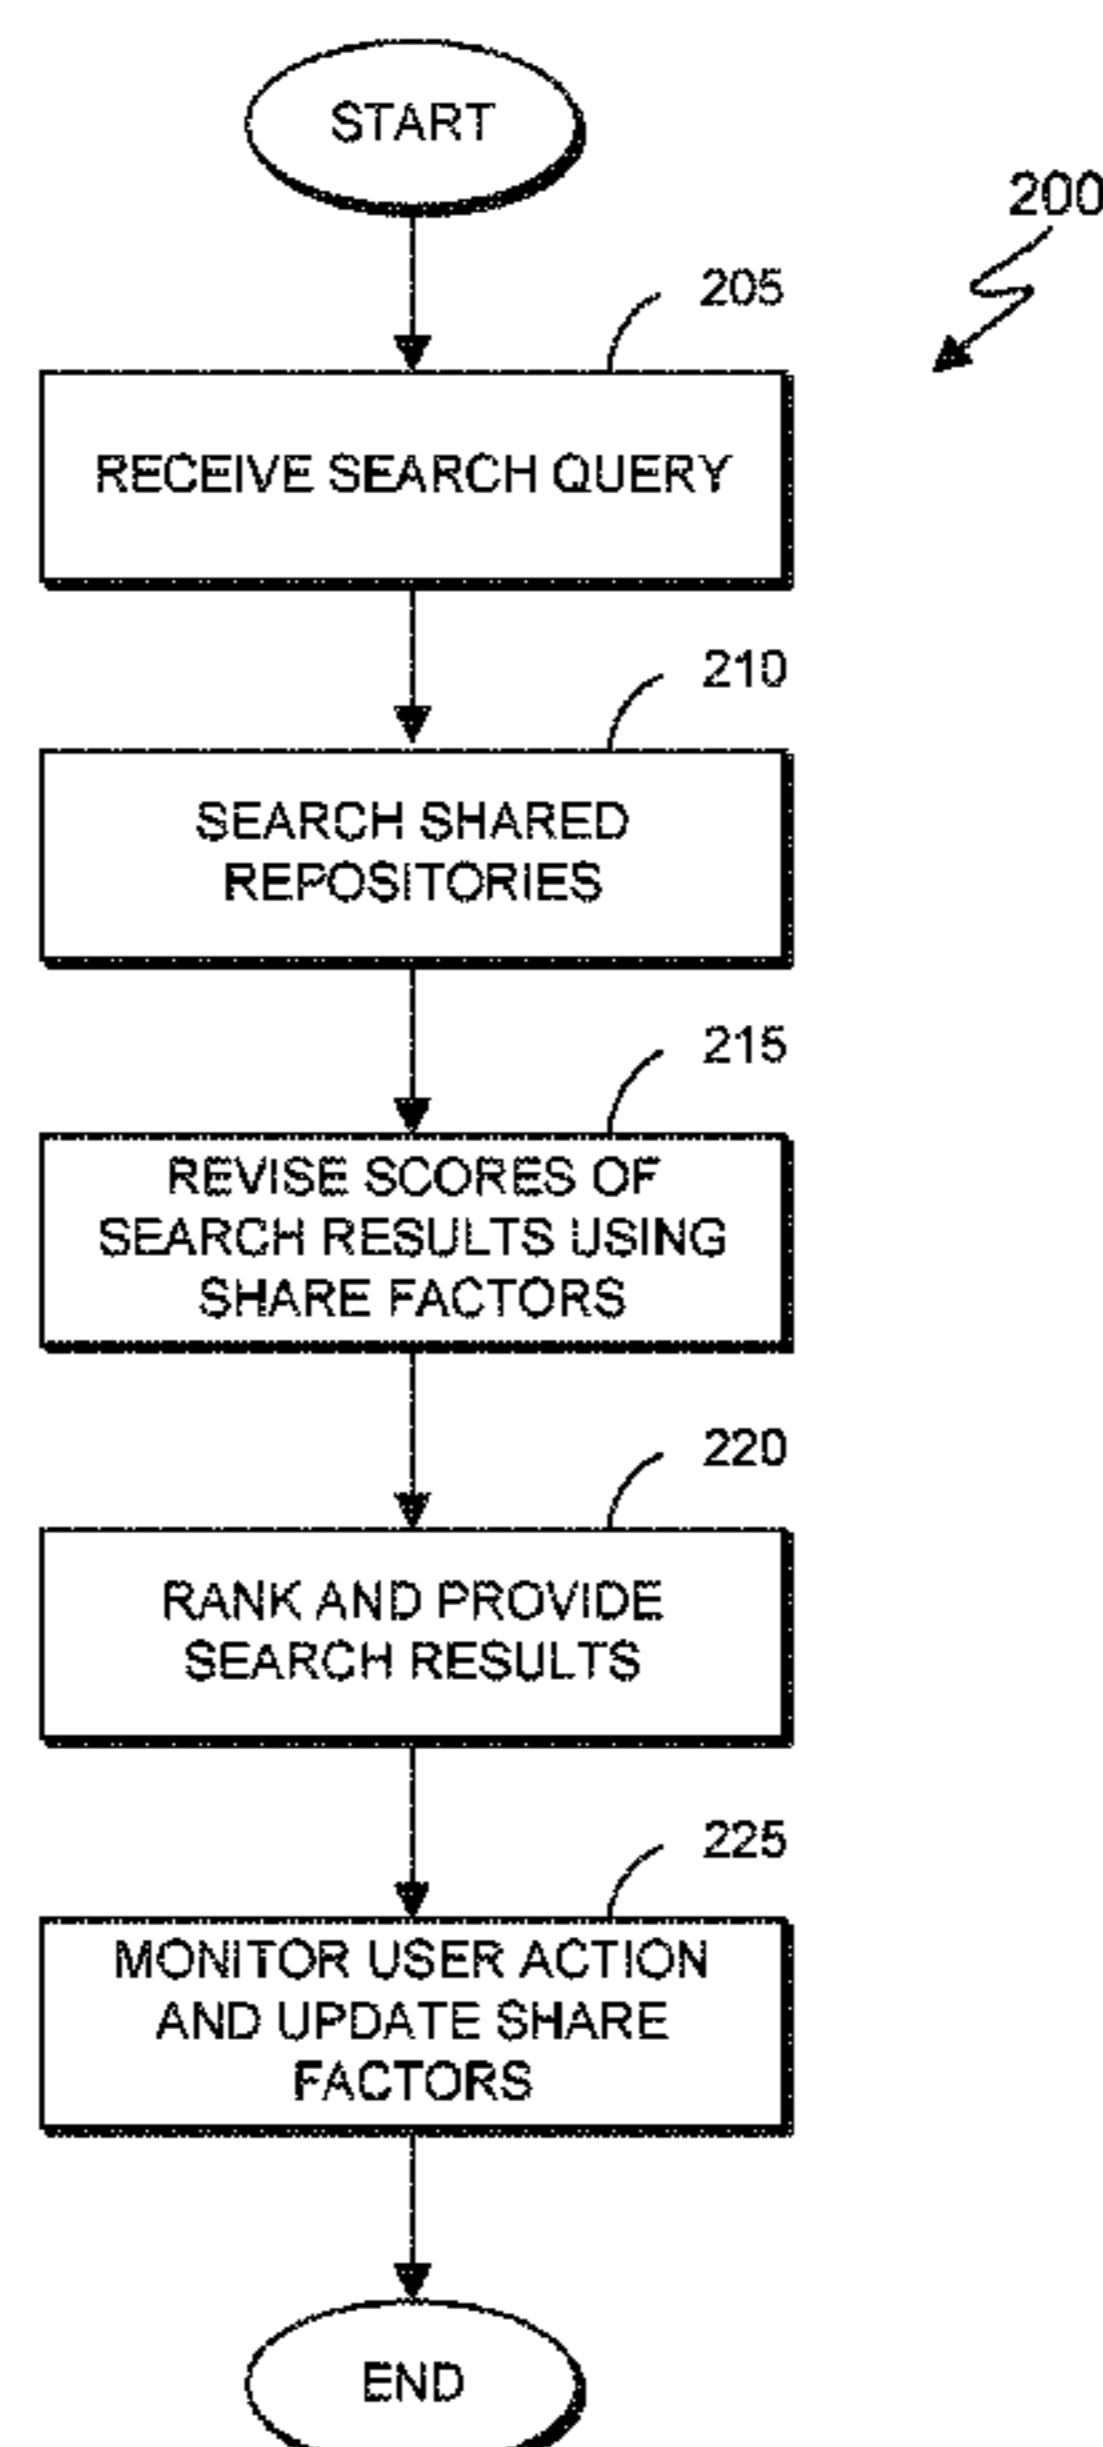 START
200
205
RECEIVE SEARCH QUERY
210
SEARCH SHARED
REPOSITORIES
215
REVISE SCORES OF
SEARCH RESULTS USING
SHARE FACTORS
220
RANK AND PROVIDE
SEARCH RESULTS
225
MONITOR USER ACTION
AND UPDATE SHARE
FACTORS
END